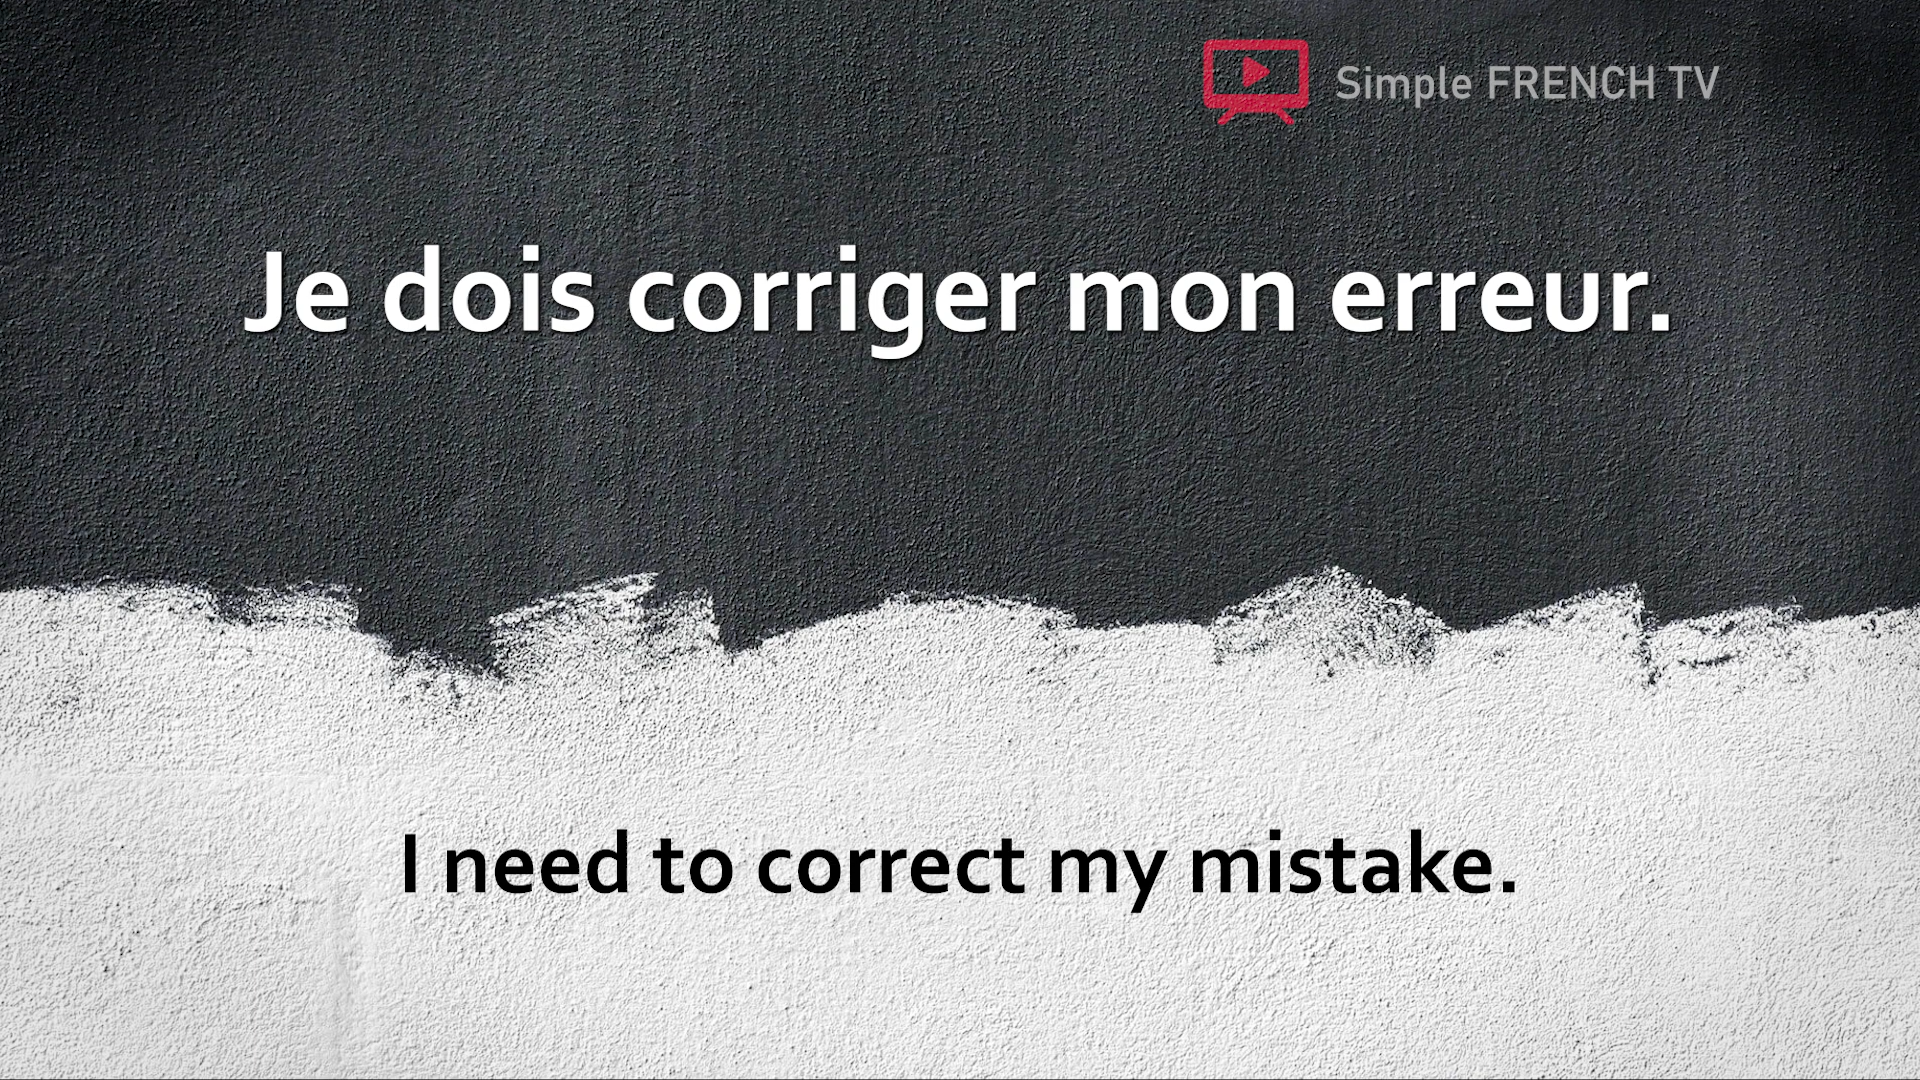 Simple FRENCH TV
Je dois corriger mon erreur.
I need to correct my mistake.